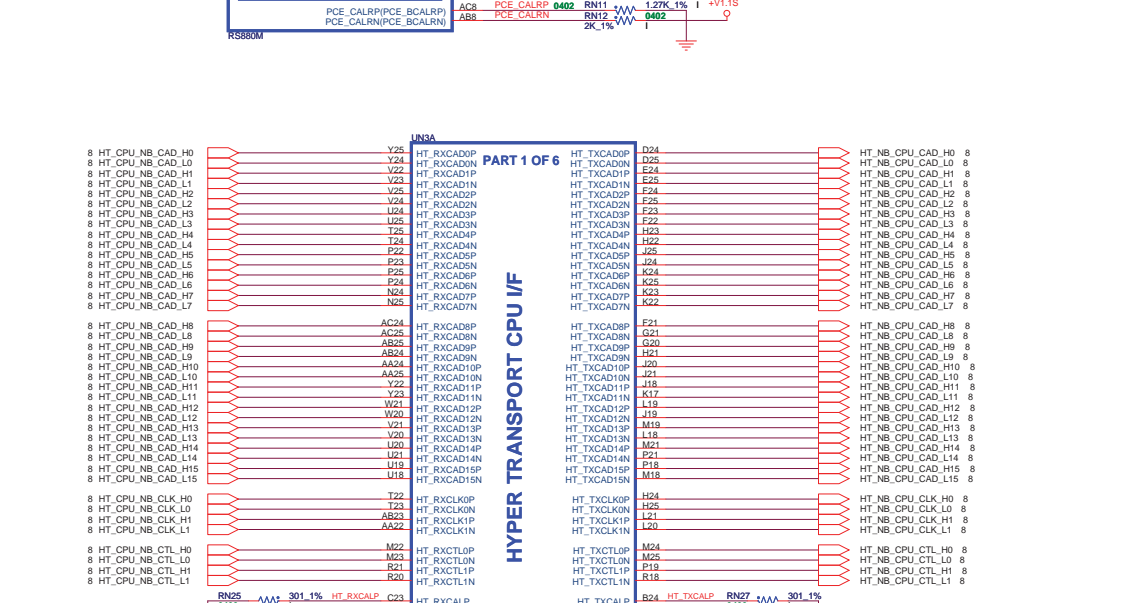 PCE_CALRP(PCE_BCALRP) AC8 PCE_CALRP 0402 RN11 1.27K_1% I +V1.1S
PCE_CALRN(PCE_BCALRN) AB8 PCE_CALRN RN12 0402
2K_1% I
RS880M
UN3A
PART 1 OF 6
HYPER TRANSPORT CPU I/F
8 HT_CPU_NB_CAD_H0 Y25 HT_RXCAD0P HT_TXCAD0P D24 HT_NB_CPU_CAD_H0 8
8 HT_CPU_NB_CAD_L0 Y24 HT_RXCAD0N HT_TXCAD0N D25 HT_NB_CPU_CAD_L0 8
8 HT_CPU_NB_CAD_H1 V22 HT_RXCAD1P HT_TXCAD1P E24 HT_NB_CPU_CAD_H1 8
8 HT_CPU_NB_CAD_L1 V23 HT_RXCAD1N HT_TXCAD1N E25 HT_NB_CPU_CAD_L1 8
8 HT_CPU_NB_CAD_H2 V25 HT_RXCAD2P HT_TXCAD2P F24 HT_NB_CPU_CAD_H2 8
8 HT_CPU_NB_CAD_L2 V24 HT_RXCAD2N HT_TXCAD2N F25 HT_NB_CPU_CAD_L2 8
8 HT_CPU_NB_CAD_H3 U24 HT_RXCAD3P HT_TXCAD3P F23 HT_NB_CPU_CAD_H3 8
8 HT_CPU_NB_CAD_L3 U25 HT_RXCAD3N HT_TXCAD3N F22 HT_NB_CPU_CAD_L3 8
8 HT_CPU_NB_CAD_H4 T25 HT_RXCAD4P HT_TXCAD4P H23 HT_NB_CPU_CAD_H4 8
8 HT_CPU_NB_CAD_L4 T24 HT_RXCAD4N HT_TXCAD4N H22 HT_NB_CPU_CAD_L4 8
8 HT_CPU_NB_CAD_H5 P22 HT_RXCAD5P HT_TXCAD5P J25 HT_NB_CPU_CAD_H5 8
8 HT_CPU_NB_CAD_L5 P23 HT_RXCAD5N HT_TXCAD5N J24 HT_NB_CPU_CAD_L5 8
8 HT_CPU_NB_CAD_H6 P25 HT_RXCAD6P HT_TXCAD6P K24 HT_NB_CPU_CAD_H6 8
8 HT_CPU_NB_CAD_L6 P24 HT_RXCAD6N HT_TXCAD6N K25 HT_NB_CPU_CAD_L6 8
8 HT_CPU_NB_CAD_H7 N24 HT_RXCAD7P HT_TXCAD7P K23 HT_NB_CPU_CAD_H7 8
8 HT_CPU_NB_CAD_L7 N25 HT_RXCAD7N HT_TXCAD7N K22 HT_NB_CPU_CAD_L7 8
8 HT_CPU_NB_CAD_H8 AC24 HT_RXCAD8P HT_TXCAD8P F21 HT_NB_CPU_CAD_H8 8
8 HT_CPU_NB_CAD_L8 AC25 HT_RXCAD8N HT_TXCAD8N G21 HT_NB_CPU_CAD_L8 8
8 HT_CPU_NB_CAD_H9 AB25 HT_RXCAD9P HT_TXCAD9P G20 HT_NB_CPU_CAD_H9 8
8 HT_CPU_NB_CAD_L9 AB24 HT_RXCAD9N HT_TXCAD9N H21 HT_NB_CPU_CAD_L9 8
8 HT_CPU_NB_CAD_H10 AA24 HT_RXCAD10P HT_TXCAD10P J20 HT_NB_CPU_CAD_H10 8
8 HT_CPU_NB_CAD_L10 AA25 HT_RXCAD10N HT_TXCAD10N J21 HT_NB_CPU_CAD_L10 8
8 HT_CPU_NB_CAD_H11 Y22 HT_RXCAD11P HT_TXCAD11P J18 HT_NB_CPU_CAD_H11 8
8 HT_CPU_NB_CAD_L11 Y23 HT_RXCAD11N HT_TXCAD11N K17 HT_NB_CPU_CAD_L11 8
8 HT_CPU_NB_CAD_H12 W21 HT_RXCAD12P HT_TXCAD12P L19 HT_NB_CPU_CAD_H12 8
8 HT_CPU_NB_CAD_L12 W20 HT_RXCAD12N HT_TXCAD12N J19 HT_NB_CPU_CAD_L12 8
8 HT_CPU_NB_CAD_H13 V21 HT_RXCAD13P HT_TXCAD13P M19 HT_NB_CPU_CAD_H13 8
8 HT_CPU_NB_CAD_L13 V20 HT_RXCAD13N HT_TXCAD13N L18 HT_NB_CPU_CAD_L13 8
8 HT_CPU_NB_CAD_H14 U20 HT_RXCAD14P HT_TXCAD14P M21 HT_NB_CPU_CAD_H14 8
8 HT_CPU_NB_CAD_L14 U21 HT_RXCAD14N HT_TXCAD14N P21 HT_NB_CPU_CAD_L14 8
8 HT_CPU_NB_CAD_H15 U19 HT_RXCAD15P HT_TXCAD15P P18 HT_NB_CPU_CAD_H15 8
8 HT_CPU_NB_CAD_L15 U18 HT_RXCAD15N HT_TXCAD15N M18 HT_NB_CPU_CAD_L15 8
8 HT_CPU_NB_CLK_H0 T22 HT_RXCLK0P HT_TXCLK0P H24 HT_NB_CPU_CLK_H0 8
8 HT_CPU_NB_CLK_L0 T23 HT_RXCLK0N HT_TXCLK0N H25 HT_NB_CPU_CLK_L0 8
8 HT_CPU_NB_CLK_H1 AB23 HT_RXCLK1P HT_TXCLK1P L21 HT_NB_CPU_CLK_H1 8
8 HT_CPU_NB_CLK_L1 AA22 HT_RXCLK1N HT_TXCLK1N L20 HT_NB_CPU_CLK_L1 8
8 HT_CPU_NB_CTL_H0 M22 HT_RXCTL0P HT_TXCTL0P M24 HT_NB_CPU_CTL_H0 8
8 HT_CPU_NB_CTL_L0 M23 HT_RXCTL0N HT_TXCTL0N M25 HT_NB_CPU_CTL_L0 8
8 HT_CPU_NB_CTL_H1 R21 HT_RXCTL1P HT_TXCTL1P P19 HT_NB_CPU_CTL_H1 8
8 HT_CPU_NB_CTL_L1 R20 HT_RXCTL1N HT_TXCTL1N R18 HT_NB_CPU_CTL_L1 8
RN25 301_1% HT_RXCALP C23 HT_RXCALP HT_TXCALP B24 HT_TXCALP RN27 301_1%